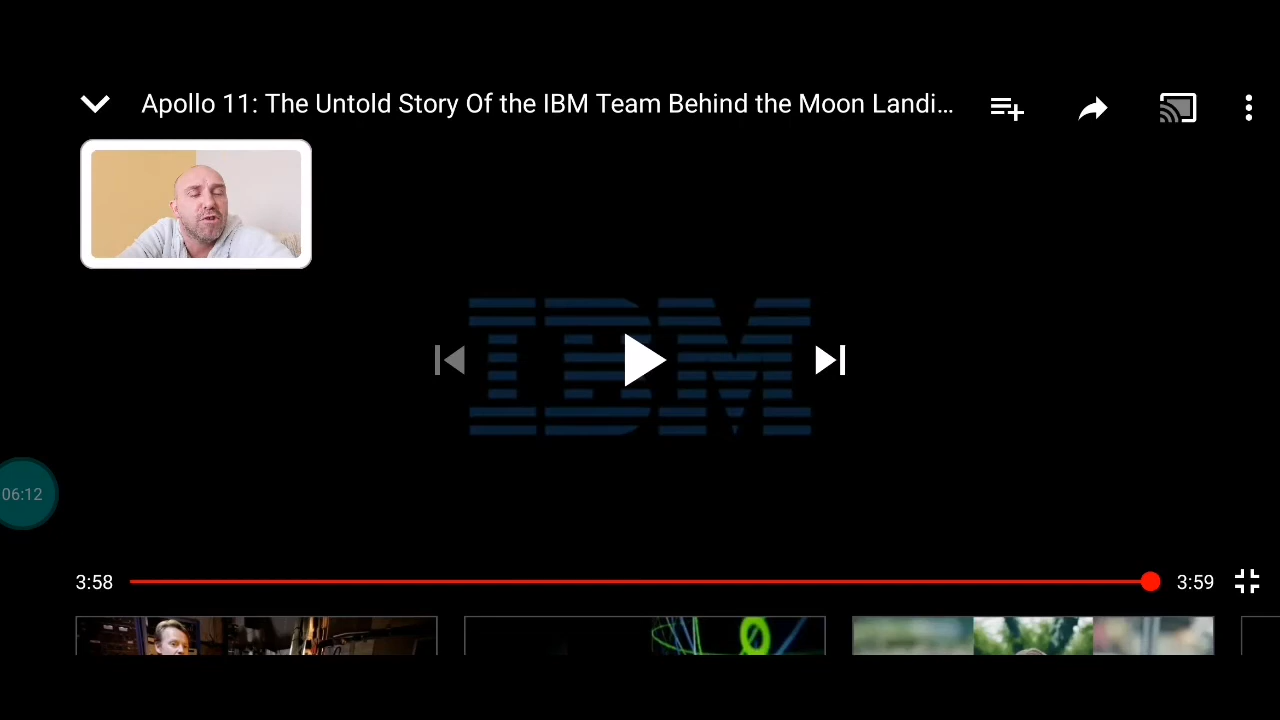 Apollo 11: The Untold Story Of the IBM Team Behind the Moon Landi...
IBM
06:12
3:58
3:59